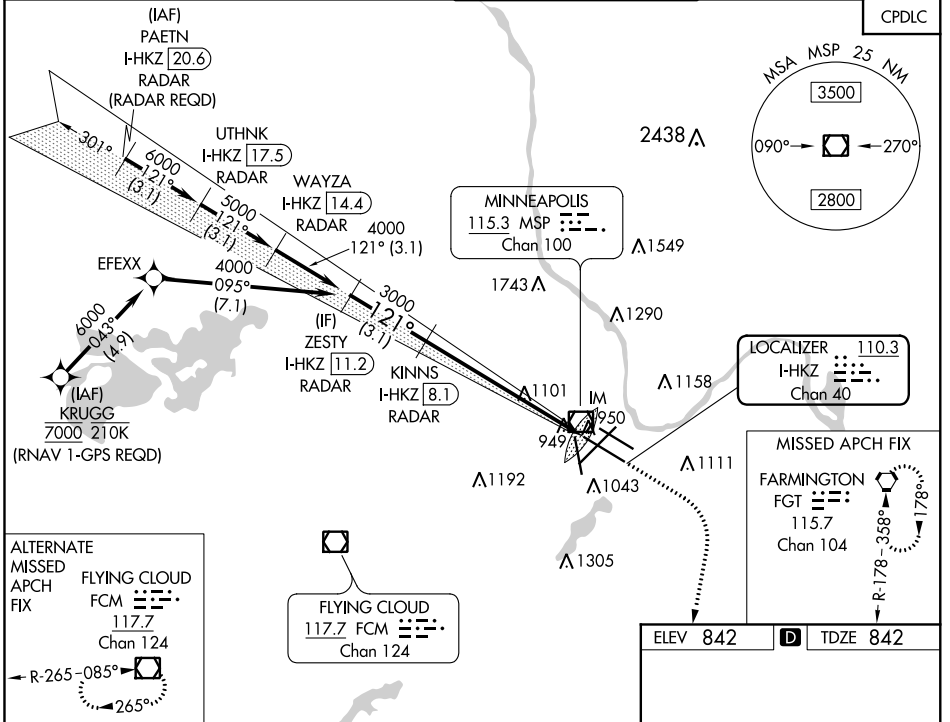 CPDLC
(IAF)
PAETN
I-HKZ 20.6
RADAR
(RADAR REQD)
UTHNK
I-HKZ 17.5
RADAR
WAYZA
I-HKZ 14.4
RADAR
301°
6000
121°
(3.1)
5000
121°
(3.1)
4000
121° (3.1)
EFEXX
4000
095°
(7.1)
3000
121°
(3.1)
6000
043°
(4.9)
(IAF)
KRUGG
7000 210K
(RNAV 1-GPS REQD)
(IF)
ZESTY
I-HKZ 11.2
RADAR
KINNS
I-HKZ 8.1
RADAR
MSA MSP 25 NM
3500
090°
270°
2800
2438
MINNEAPOLIS
115.3 MSP
Chan 100
1549
1743
1290
LOCALIZER 110.3
I-HKZ
Chan 40
1101
1158
IM
950
949
1192
1043
1111
1305
MISSED APCH FIX
FARMINGTON
FGT
115.7
Chan 104
178°
R-178
358°
ALTERNATE
MISSED
APCH
FIX
FLYING CLOUD
FCM
117.7
Chan 124
R-265
085°
265°
FLYING CLOUD
117.7 FCM
Chan 124
ELEV 842 D TDZE 842